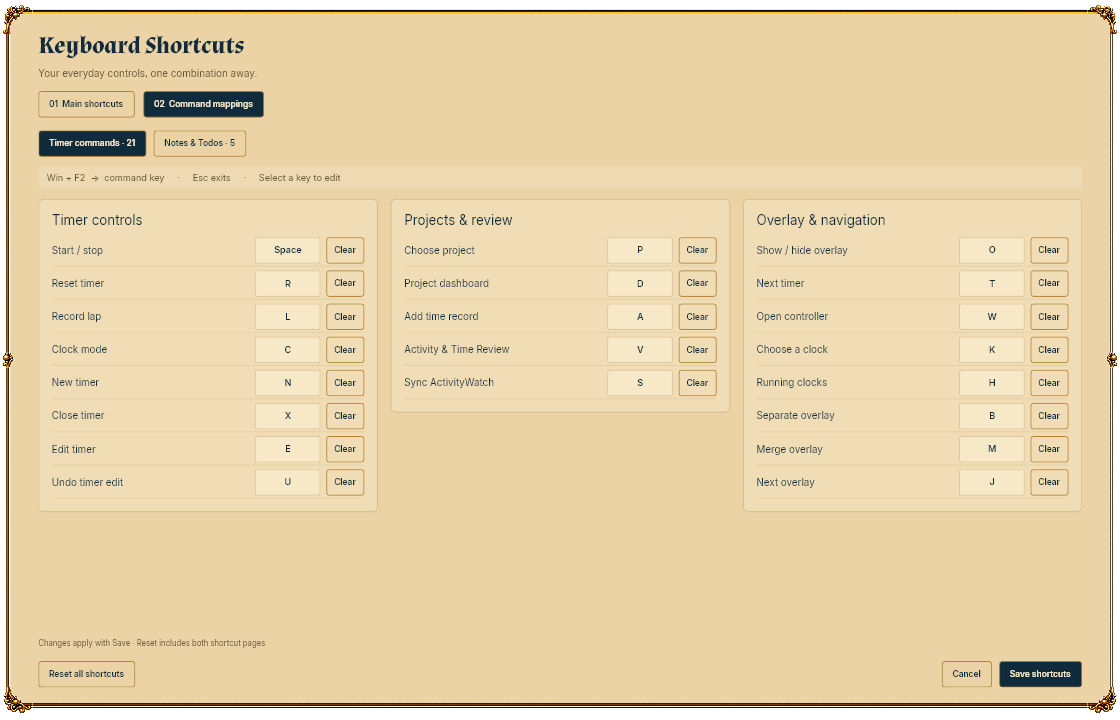 Keyboard Shortcuts
Your everyday controls, one combination away.
01 Main shortcuts
02 Command mappings
Timer commands · 21
Notes & Todos · 5
Win + F2 → command key · Esc exits · Select a key to edit
Timer controls
Start / stop Space Clear
Reset timer R Clear
Record lap L Clear
Clock mode C Clear
New timer N Clear
Close timer X Clear
Edit timer E Clear
Undo timer edit U Clear
Projects & review
Choose project P Clear
Project dashboard D Clear
Add time record A Clear
Activity & Time Review V Clear
Sync ActivityWatch S Clear
Overlay & navigation
Show / hide overlay O Clear
Next timer T Clear
Open controller W Clear
Choose a clock K Clear
Running clocks H Clear
Separate overlay B Clear
Merge overlay M Clear
Next overlay J Clear
Changes apply with Save · Reset includes both shortcut pages
Reset all shortcuts
Cancel
Save shortcuts